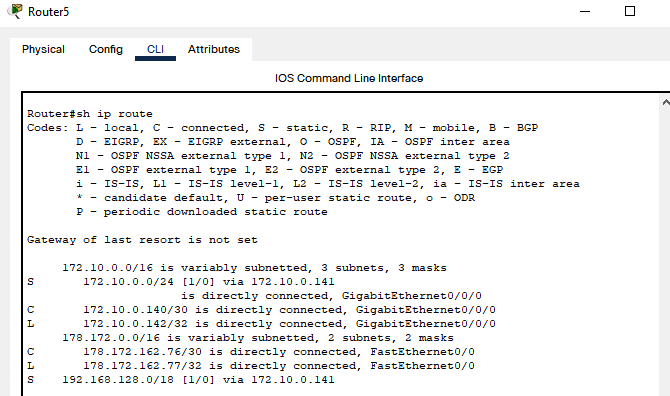 Router5
Physical Config CLI Attributes
IOS Command Line Interface
Router#sh ip route
Codes: L - local, C - connected, S - static, R - RIP, M - mobile, B - BGP
D - EIGRP, EX - EIGRP external, O - OSPF, IA - OSPF inter area
N1 - OSPF NSSA external type 1, N2 - OSPF NSSA external type 2
E1 - OSPF external type 1, E2 - OSPF external type 2, E - EGP
i - IS-IS, L1 - IS-IS level-1, L2 - IS-IS level-2, ia - IS-IS inter area
* - candidate default, U - per-user static route, o - ODR
P - periodic downloaded static route
Gateway of last resort is not set
172.10.0.0/16 is variably subnetted, 3 subnets, 3 masks
S 172.10.0.0/24 [1/0] via 172.10.0.141
is directly connected, GigabitEthernet0/0/0
C 172.10.0.140/30 is directly connected, GigabitEthernet0/0/0
L 172.10.0.142/32 is directly connected, GigabitEthernet0/0/0
178.172.0.0/16 is variably subnetted, 2 subnets, 2 masks
C 178.172.162.76/30 is directly connected, FastEthernet0/0
L 178.172.162.77/32 is directly connected, FastEthernet0/0
S 192.168.128.0/18 [1/0] via 172.10.0.141